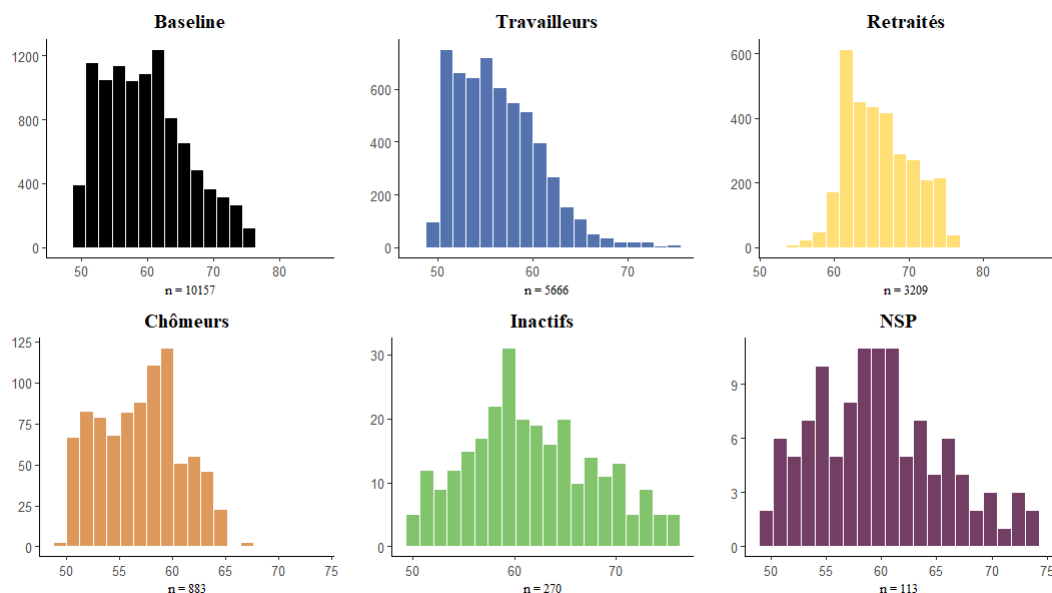 Baseline
Travailleurs
Retraités
1200
800
400
0
50 60 70 80
n = 10157
600
400
200
0
50 60 70
n = 5666
600
400
200
0
50 60 70 80
n = 3209
Chômeurs
Inactifs
NSP
125
100
75
50
25
0
50 55 60 65 70 75
n = 883
30
20
10
0
50 60 70
n = 270
9
6
3
0
50 55 60 65 70 75
n = 113